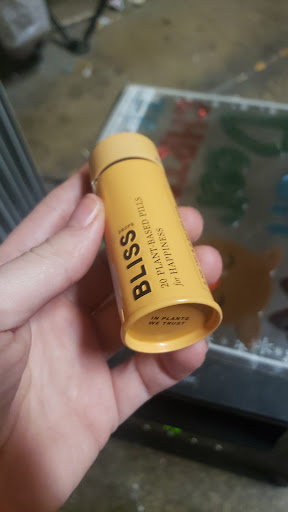 BLISS
20 PLANT-BASED PILLS
for HAPPINESS
IN PLANTS
WE TRUST